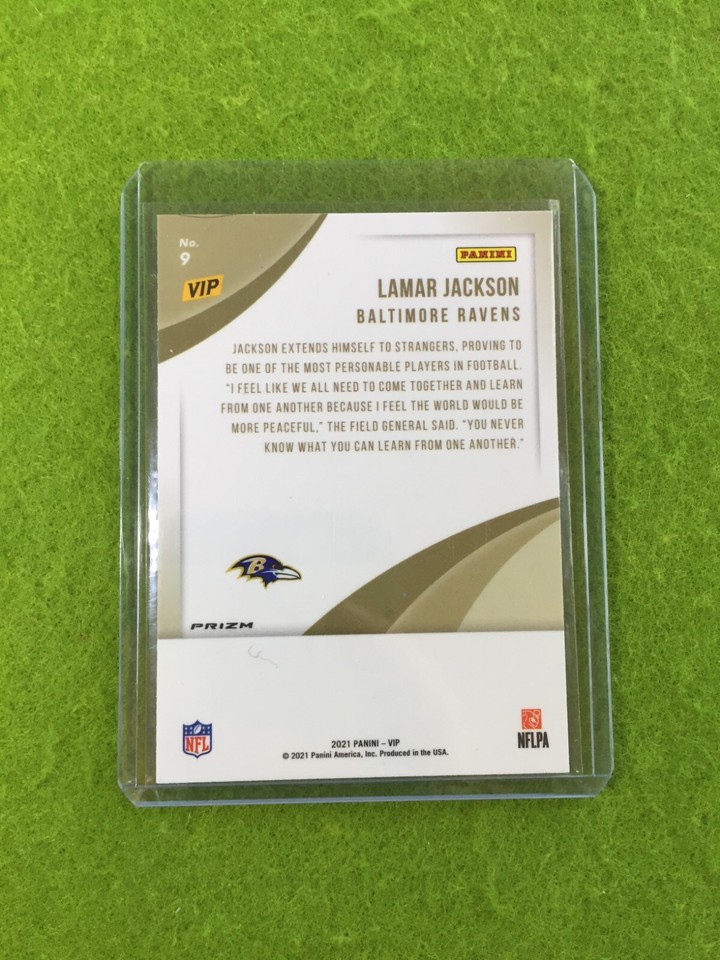 No.
9
VIP
PANINI
LAMAR JACKSON
BALTIMORE RAVENS
JACKSON EXTENDS HIMSELF TO STRANGERS, PROVING TO
BE ONE OF THE MOST PERSONABLE PLAYERS IN FOOTBALL.
"I FEEL LIKE WE ALL NEED TO COME TOGETHER AND LEARN
FROM ONE ANOTHER BECAUSE I FEEL THE WORLD WOULD BE
MORE PEACEFUL," THE FIELD GENERAL SAID. "YOU NEVER
KNOW WHAT YOU CAN LEARN FROM ONE ANOTHER."
B
PRIZM
NFL
2021 PANINI – VIP
© 2021 Panini America, Inc. Produced in the USA.
NFLPA